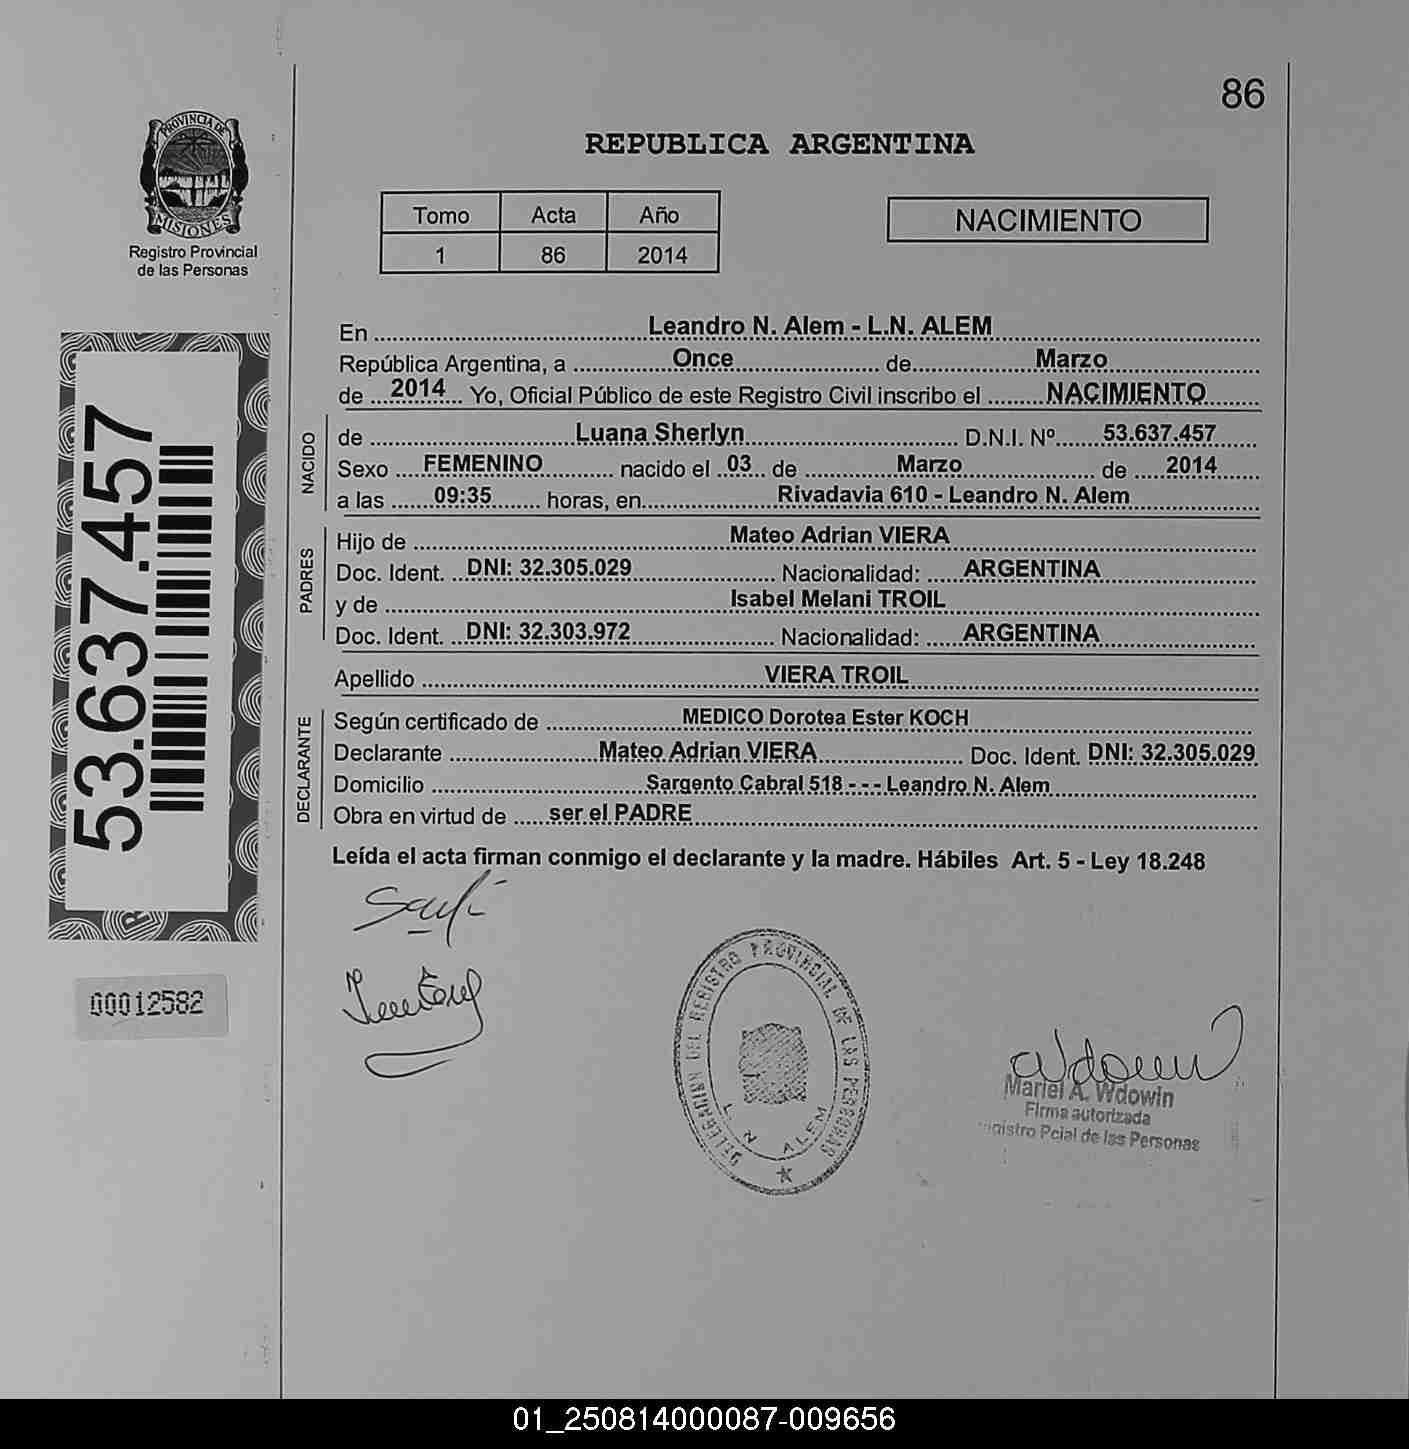 86
PROVINCIA DE
MISIONES
Registro Provincial
de las Personas
REPUBLICA ARGENTINA
Tomo Acta Año
1 86 2014
NACIMIENTO
En Leandro N. Alem - L.N. ALEM
República Argentina, a Once de Marzo
de 2014 Yo, Oficial Público de este Registro Civil inscribo el NACIMIENTO
NACIDO
de Luana Sherlyn D.N.I. Nº 53.637.457
Sexo FEMENINO nacido el 03 de Marzo de 2014
a las 09:35 horas, en Rivadavia 610 - Leandro N. Alem
PADRES
Hijo de Mateo Adrian VIERA
Doc. Ident. DNI: 32.305.029 Nacionalidad: ARGENTINA
y de Isabel Melani TROIL
Doc. Ident. DNI: 32.303.972 Nacionalidad: ARGENTINA
Apellido VIERA TROIL
DECLARANTE
Según certificado de MEDICO Dorotea Ester KOCH
Declarante Mateo Adrian VIERA Doc. Ident. DNI: 32.305.029
Domicilio Sargento Cabral 518 - - - Leandro N. Alem
Obra en virtud de ser el PADRE
Leída el acta firman conmigo el declarante y la madre. Hábiles Art. 5 - Ley 18.248
53.637.457
00012582
DELEGACION DEL REGISTRO PROVINCIAL DE LAS PERSONAS
L. N. ALEM
Mariel A. Wdowin
Firma autorizada
Pcial de las Personas
01_250814000087-009656